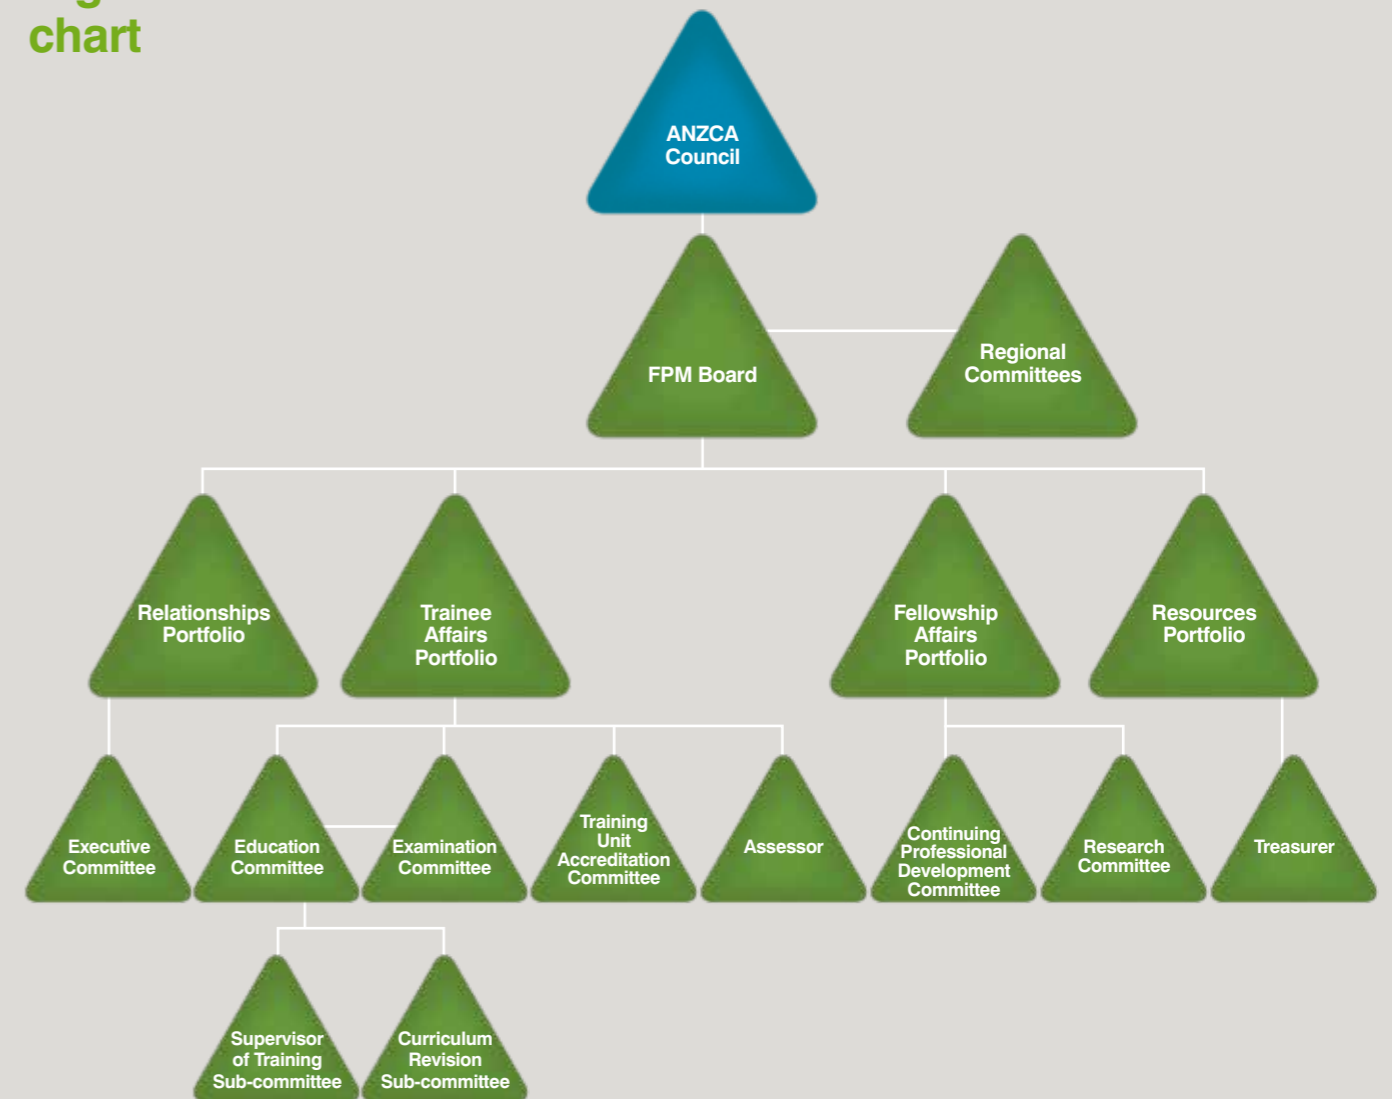 chart
ANZCA
Council
FPM Board
Regional
Committees
Relationships
Portfolio
Trainee
Affairs
Portfolio
Fellowship
Affairs
Portfolio
Resources
Portfolio
Executive
Committee
Education
Committee
Examination
Committee
Training
Unit
Accreditation
Committee
Assessor
Continuing
Professional
Development
Committee
Research
Committee
Treasurer
Supervisor
of Training
Sub-committee
Curriculum
Revision
Sub-committee